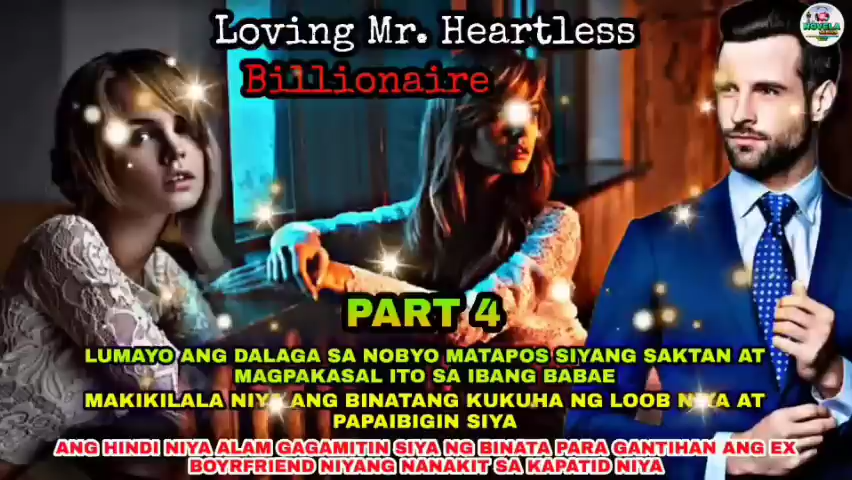 Loving Mr. Heartless
Billionaire
NOVELA
PART 4
LUMAYO ANG DALAGA SA NOBYO MATAPOS SIYANG SAKTAN AT
MAGPAKASAL ITO SA IBANG BABAE
MAKIKILALA NIYA ANG BINATANG KUKUHA NG LOOB NIYA AT
PAPAIBIGIN SIYA
ANG HINDI NIYA ALAM GAGAMITIN SIYA NG BINATA PARA GANTIHAN ANG EX
BOYRFRIEND NIYANG NANAKIT SA KAPATID NIYA